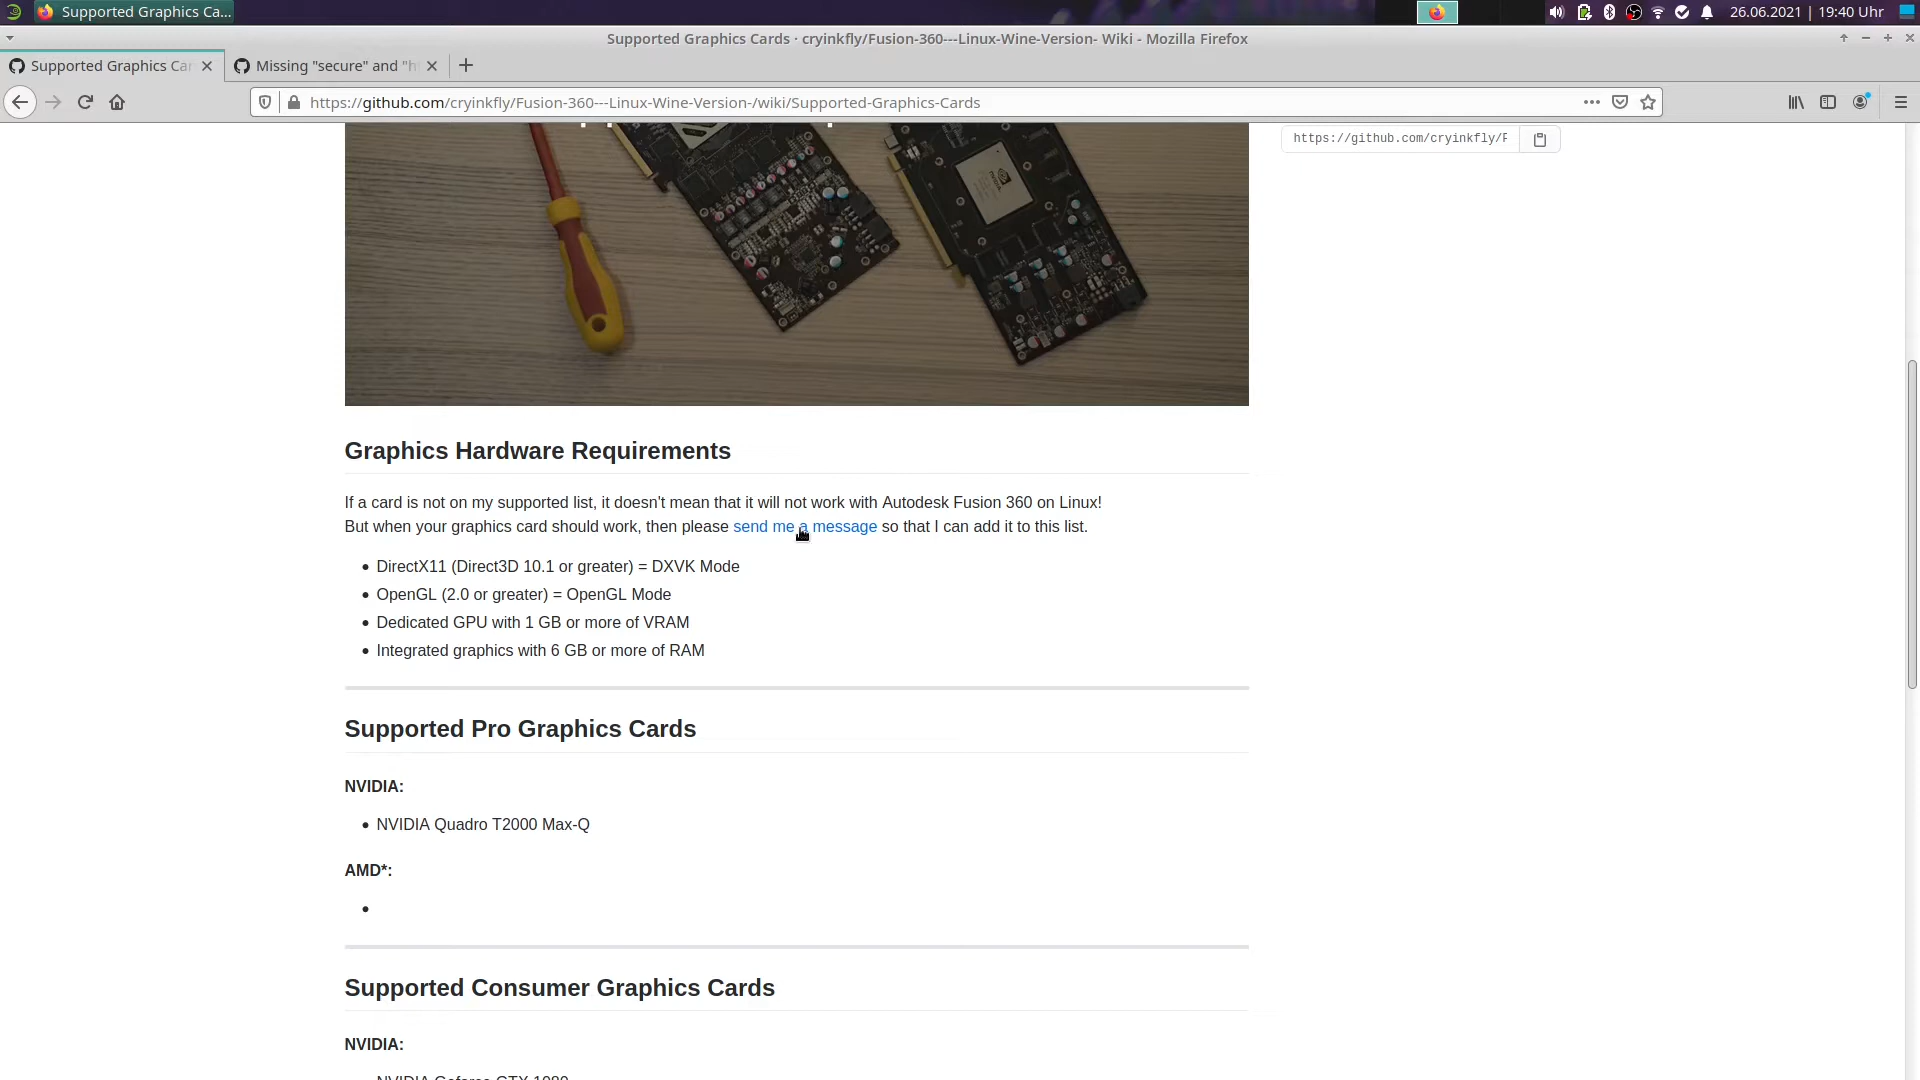 Supported Graphics Ca...
26.06.2021 | 19:40 Uhr
Supported Graphics Cards · cryinkfly/Fusion-360---Linux-Wine-Version- Wiki - Mozilla Firefox
Supported Graphics Car
Missing "secure" and "h
https://github.com/cryinkfly/Fusion-360---Linux-Wine-Version-/wiki/Supported-Graphics-Cards
https://github.com/cryinkfly/F
Graphics Hardware Requirements
If a card is not on my supported list, it doesn't mean that it will not work with Autodesk Fusion 360 on Linux!
But when your graphics card should work, then please send me a message so that I can add it to this list.
• DirectX11 (Direct3D 10.1 or greater) = DXVK Mode
• OpenGL (2.0 or greater) = OpenGL Mode
• Dedicated GPU with 1 GB or more of VRAM
• Integrated graphics with 6 GB or more of RAM
Supported Pro Graphics Cards
NVIDIA:
• NVIDIA Quadro T2000 Max-Q
AMD*:
•
Supported Consumer Graphics Cards
NVIDIA:
NVIDIA Geforce GTX 1080